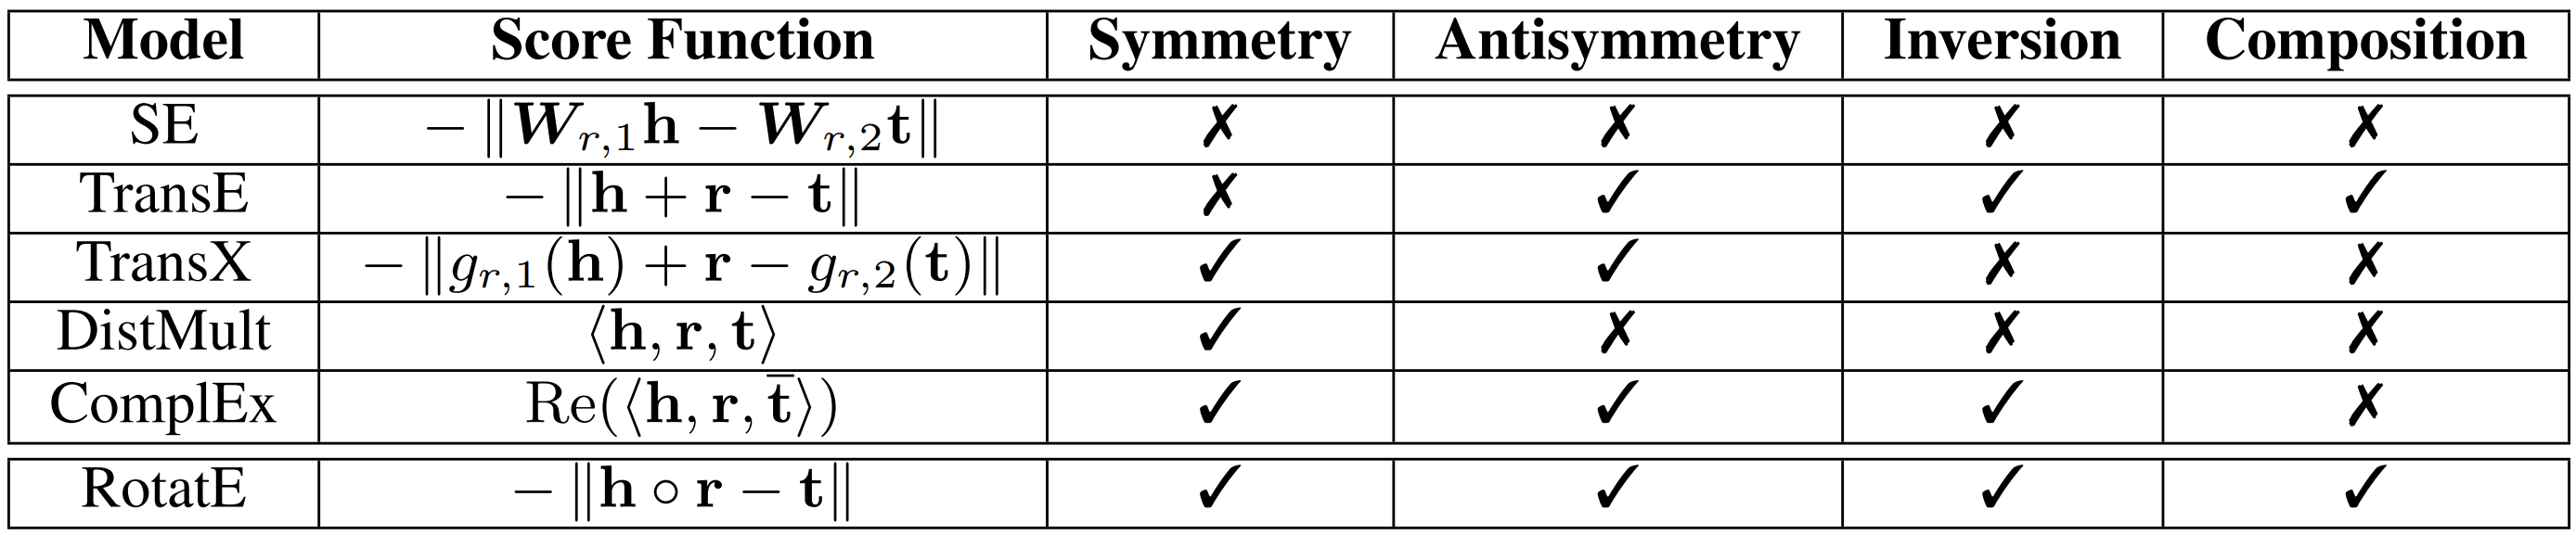 Model Score Function Symmetry Antisymmetry Inversion Composition
SE −‖W_{r,1}h − W_{r,2}t‖ ✗ ✗ ✗ ✗
TransE −‖h + r − t‖ ✗ ✓ ✓ ✓
TransX −‖g_{r,1}(h) + r − g_{r,2}(t)‖ ✓ ✓ ✗ ✗
DistMult ⟨h, r, t⟩ ✓ ✗ ✗ ✗
ComplEx Re(⟨h, r, t̅⟩) ✓ ✓ ✓ ✗
RotatE −‖h ∘ r − t‖ ✓ ✓ ✓ ✓